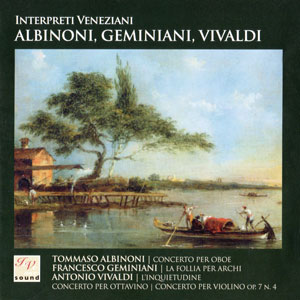 INTERPRETI VENEZIANI
ALBINONI, GEMINIANI, VIVALDI
TOMMASO ALBINONI | CONCERTO PER OBOE
FRANCESCO GEMINIANI | LA FOLLIA PER ARCHI
ANTONIO VIVALDI | L'INQUIETUDINE
CONCERTO PER OTTAVINO | CONCERTO PER VIOLINO OP. 7 N. 4
sound